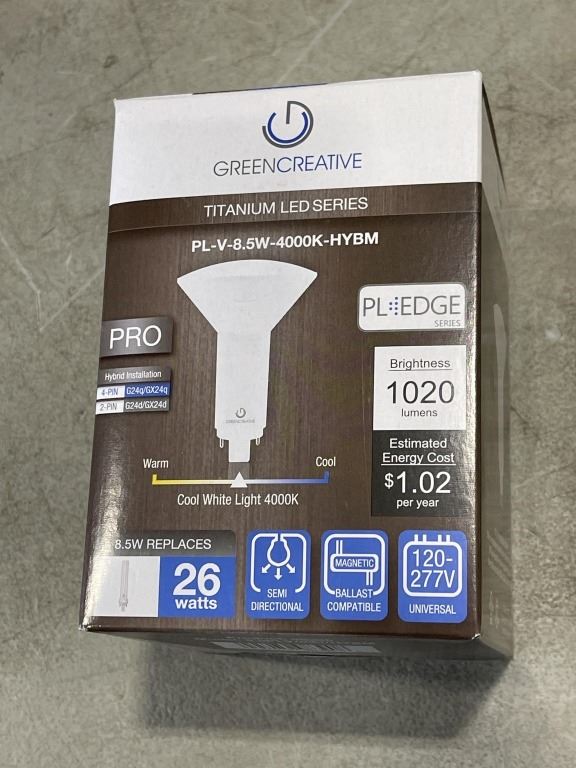 GREENCREATIVE
TITANIUM LED SERIES
PL-V-8.5W-4000K-HYBM
PL EDGE
SERIES
PRO
Hybrid Installation
4-PIN G24q/GX24q
2-PIN G24d/GX24d
GREENCREATIVE
Brightness
1020
lumens
Estimated
Energy Cost
$1.02
per year
Warm
Cool
Cool White Light 4000K
8.5W REPLACES
26
watts
SEMI
DIRECTIONAL
MAGNETIC
BALLAST
COMPATIBLE
120-
277V
UNIVERSAL